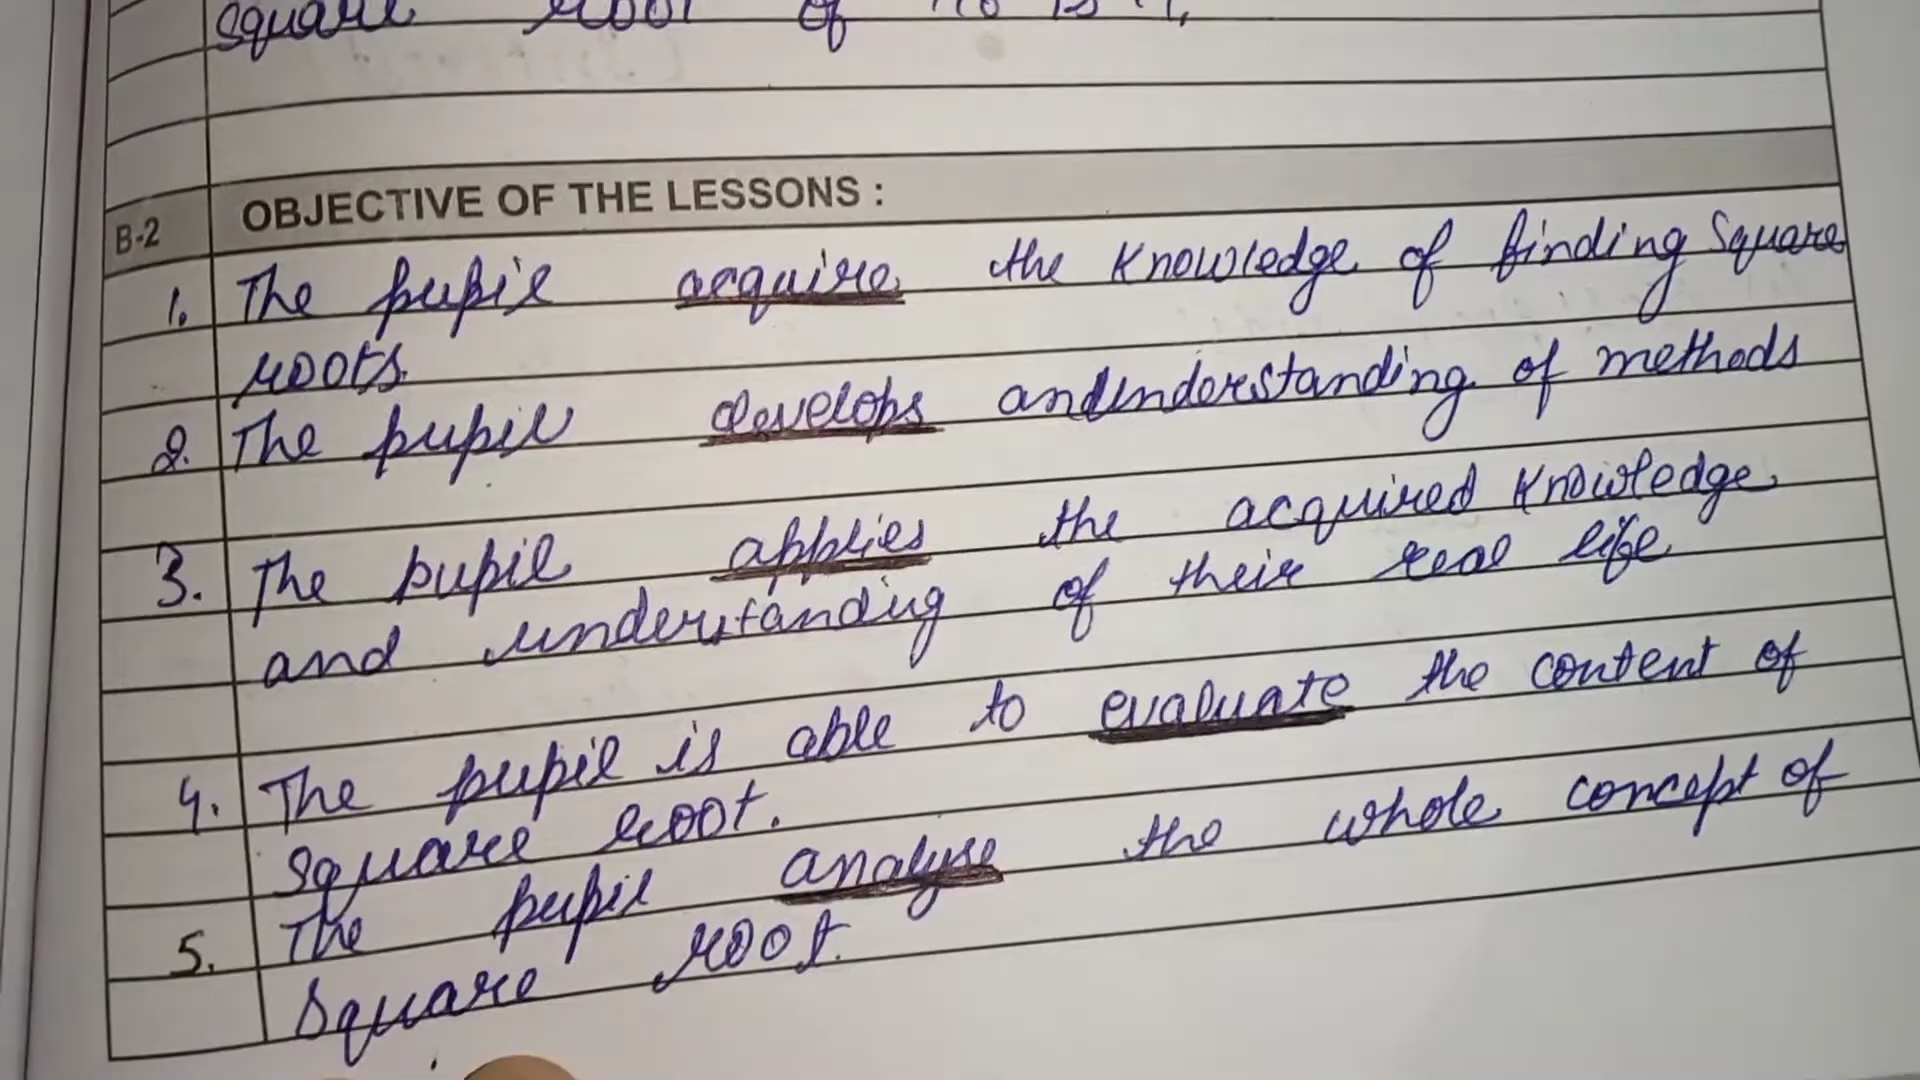 square root of
B-2 OBJECTIVE OF THE LESSONS :
1. The pupil acquire the knowledge of finding square
roots.
2. The pupil develops andunderstanding of methods
3. The pupil applies the acquired knowledge
and understanding of their real life
4. The pupil is able to evaluate the content of
square root.
5. The pupil analyse the whole concept of
square root.